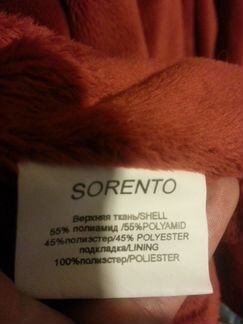 SORENTO
Верхняя ткань/SHELL
55% полиамид /55%POLYAMID
45%полиэстер/45% POLYESTER
подкладка/LINING
100%полиэстер/POLIESTER